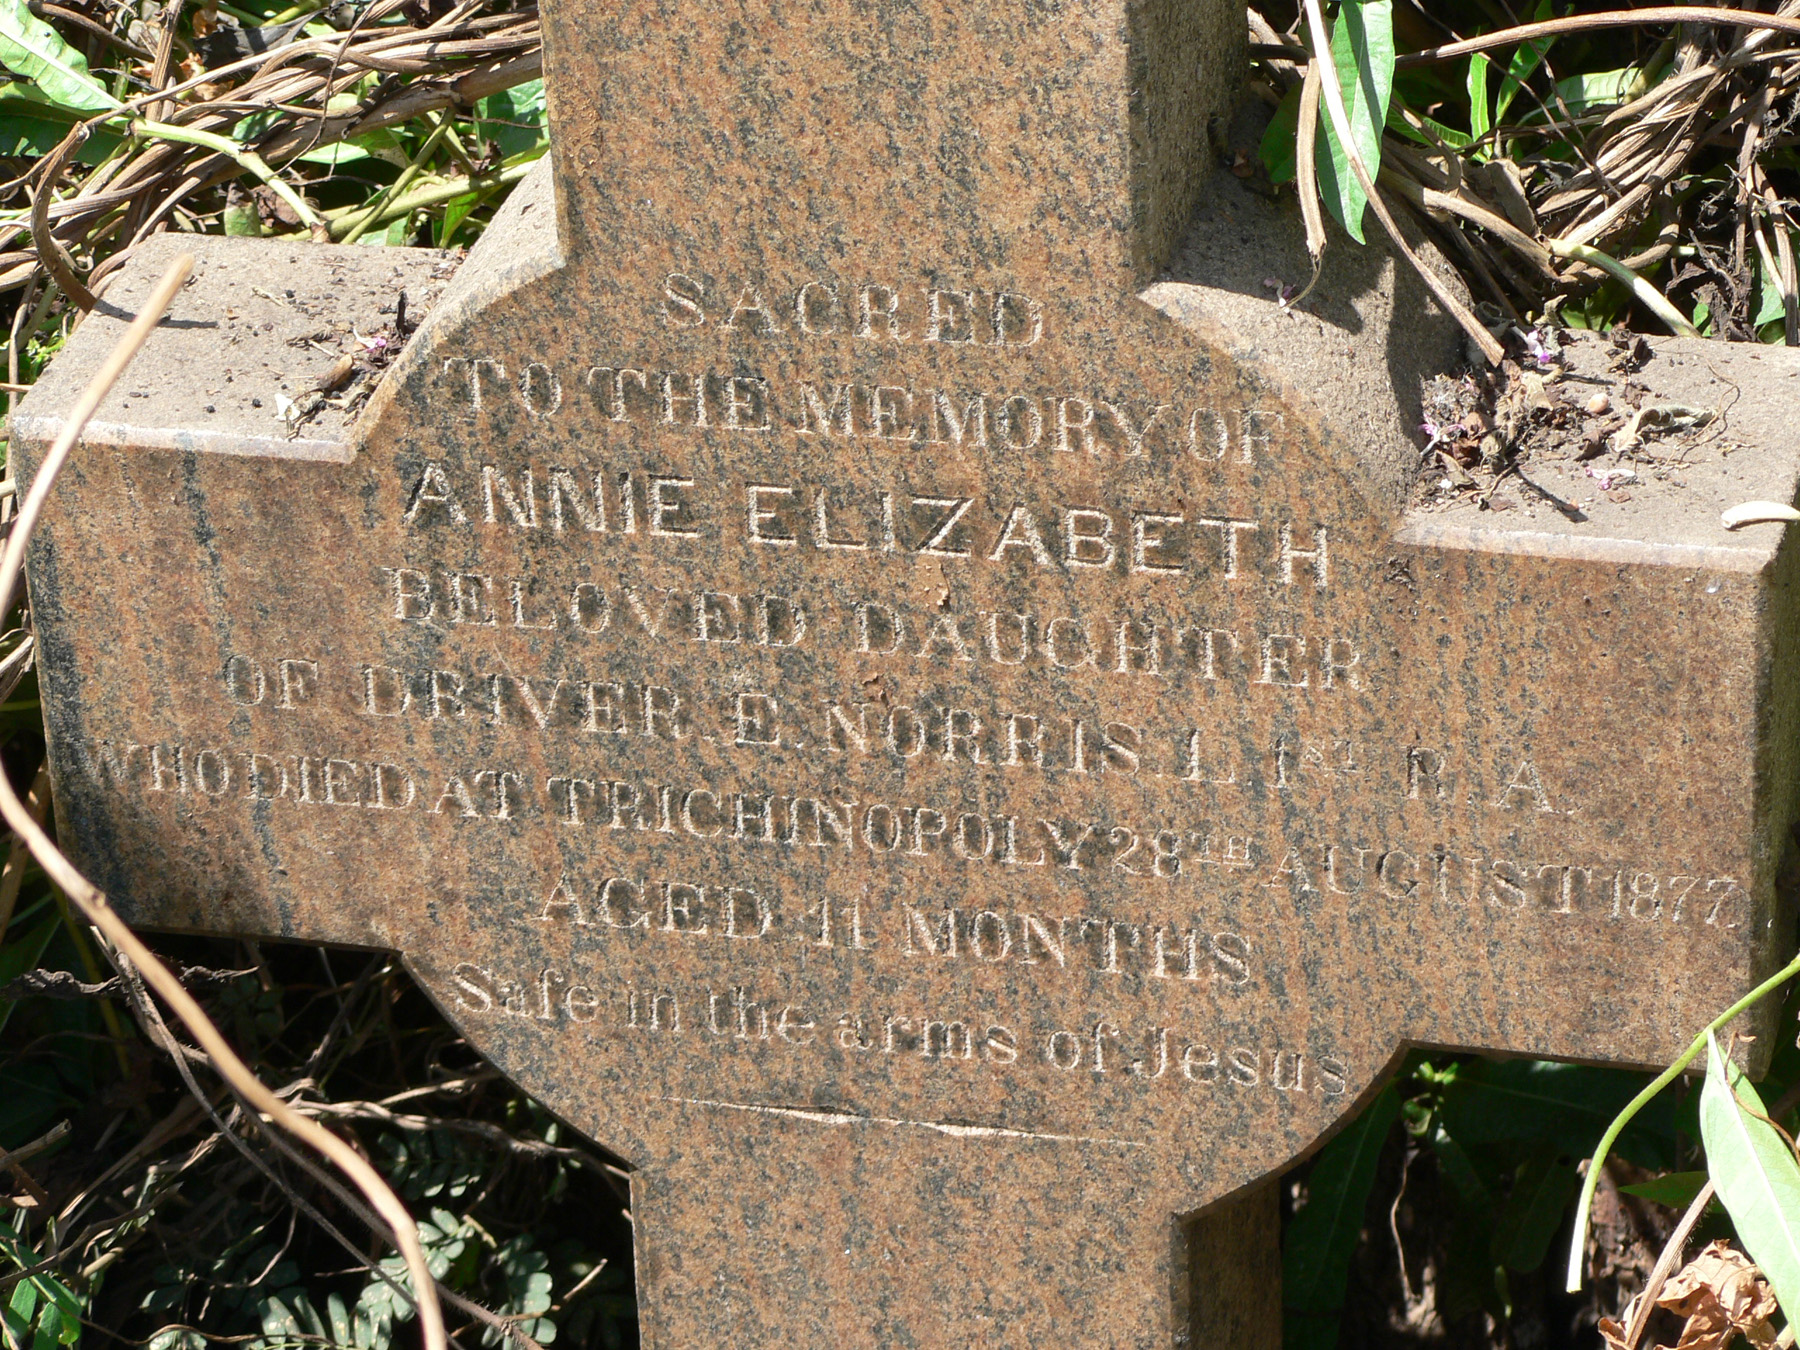 SACRED
TO THE MEMORY OF
ANNIE ELIZABETH
BELOVED DAUGHTER
OF DRIVER. E. NORRIS. L 1ST R. A.
WHO DIED AT TRICHINOPOLY 28TH AUGUST 1877.
AGED 11 MONTHS
Safe in the arms of Jesus